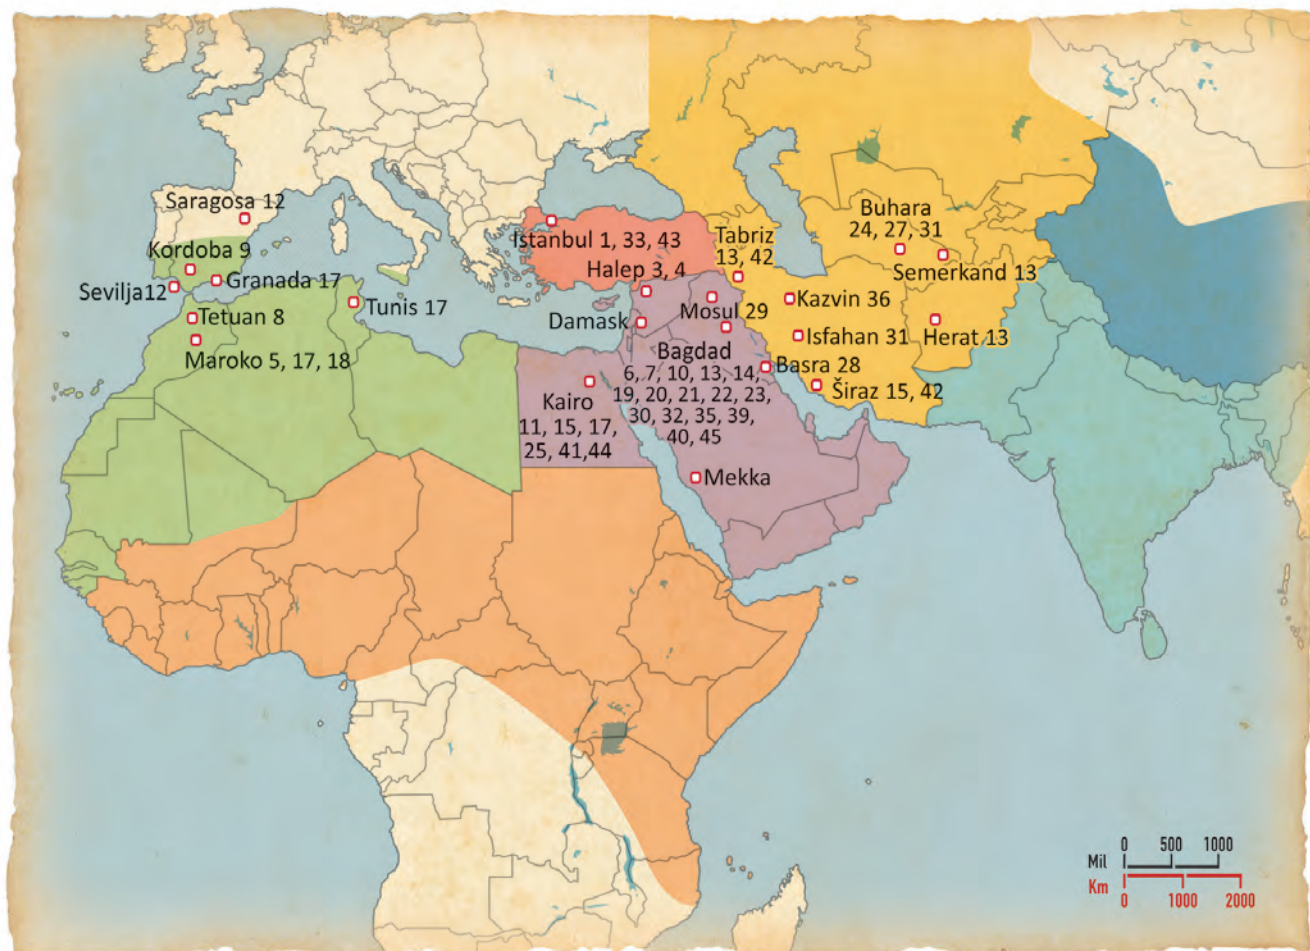 Saragosa 12
Kordoba 9
Sevilja12
Granada 17
Tetuan 8
Maroko 5, 17, 18
Tunis 17
Istanbul 1, 33, 43
Halep 3, 4
Damask
Mosul 29
Bagdad
6, 7, 10, 13, 14,
19, 20, 21, 22, 23,
30, 32, 35, 39,
40, 45
Kairo
11, 15, 17,
25, 41,44
Mekka
Tabriz
13, 42
Buhara
24, 27, 31
Semerkand 13
Kazvin 36
Isfahan 31
Herat 13
Basra 28
Širaz 15, 42
Mil 0 500 1000
Km 0 1000 2000